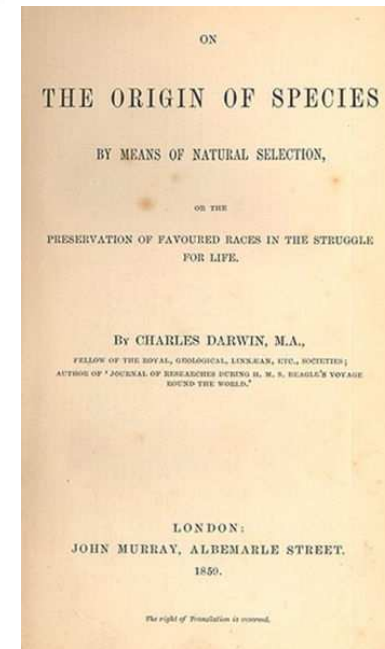 ON
THE ORIGIN OF SPECIES
BY MEANS OF NATURAL SELECTION,
OR THE
PRESERVATION OF FAVOURED RACES IN THE STRUGGLE
FOR LIFE.
By CHARLES DARWIN, M.A.,
FELLOW OF THE ROYAL, GEOLOGICAL, LINNÆAN, ETC., SOCIETIES;
AUTHOR OF ‘JOURNAL OF RESEARCHES DURING H. M. S. BEAGLE’S VOYAGE
ROUND THE WORLD.’
LONDON:
JOHN MURRAY, ALBEMARLE STREET.
1859.
The right of Translation is reserved.